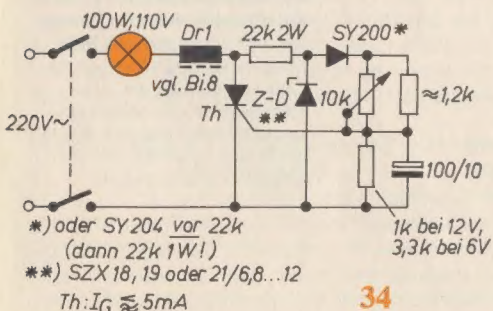 100W,110V
Dr1
22k 2W
SY200 *
vgl. Bi.8
Th
Z-D
**
10k
≈1,2k
220V~
100/10
*) oder SY204 vor 22k
(dann 22k 1W!)
**) SZX 18, 19 oder 21/6,8...12
Th: IG ⪅ 5mA
1k bei 12V,
3,3k bei 6V
34